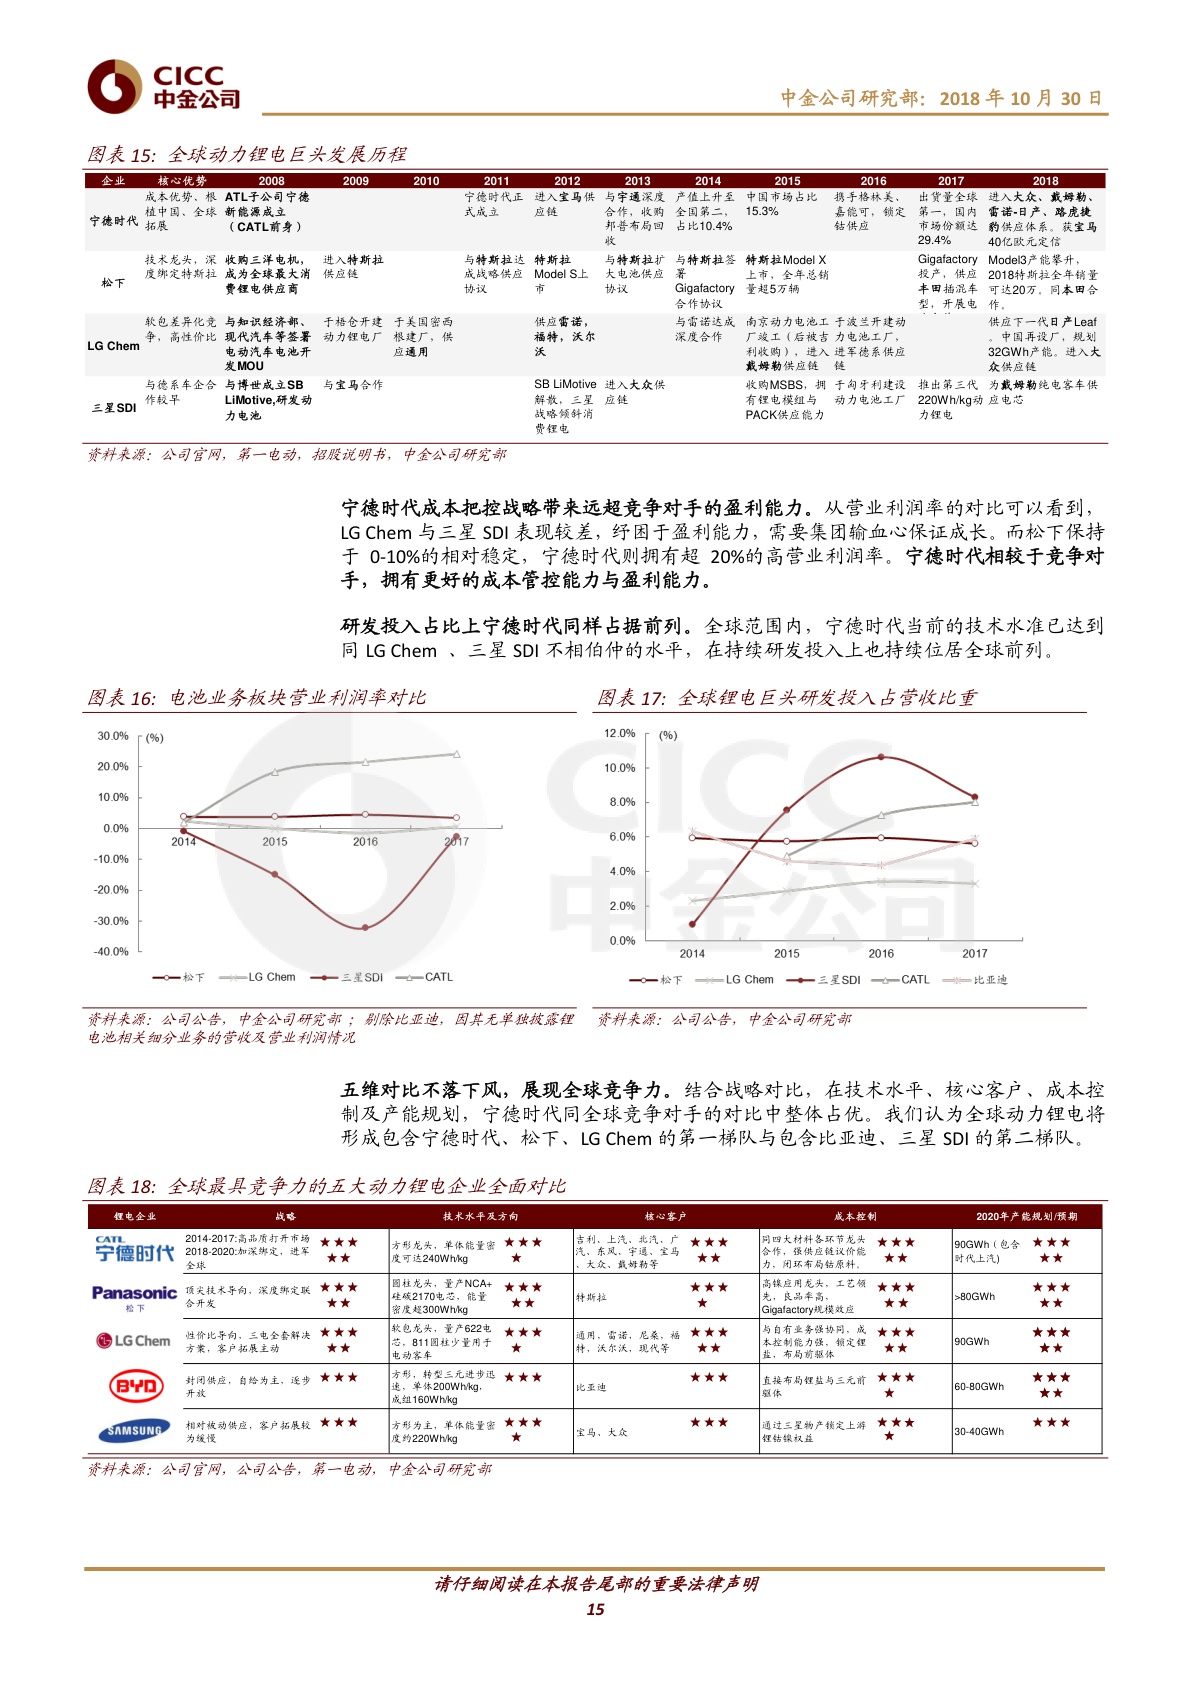 CICC
中金公司
中金公司研究部：2018 年 10 月 30 日
图表 15：全球动力锂电巨头发展历程
企业 核心优势 2008 2009 2010 2011 2012 2013 2014 2015 2016 2017 2018
宁德时代
成本优势、根
植中国、全球
拓展
ATL子公司宁德
新能源成立
（CATL前身）
宁德时代正
式成立
进入宝马供
应链
与宇通深度
合作，收购
邦普布局回
收
产值上升至
全国第二，
占比10.4%
中国市场占比
15.3%
携手格林美、
嘉能可，锁定
钴供应
出货量全球
第一，国内
市场份额达
29.4%
进入大众、戴姆勒、
雷诺-日产、路虎捷
豹供应体系。获宝马
40亿欧元定信
松下
技术龙头，深
度绑定特斯拉
收购三洋电机，
成为全球最大消
费锂电供应商
进入特斯拉
供应链
与特斯拉达
成战略供应
协议
特斯拉
Model S上
市
与特斯拉扩
大电池供应
协议
与特斯拉签
署
Gigafactory
合作协议
特斯拉Model X
上市，全年总销
量超5万辆
Gigafactory
投产，供应
丰田插混车
型，开展电
Model3产能攀升，
2018特斯拉全年销量
可达20万。同本田合
作。
LG Chem
软包差异化竞
争，高性价比
与知识经济部、
现代汽车等签署
电动汽车电池开
发MOU
于梧仓开建
动力锂电厂
于美国密西
根建厂，供
应通用
供应雷诺，
福特，沃尔
沃
与雷诺达成
深度合作
南京动力电池工
厂竣工（后被吉
利收购），进入
戴姆勒供应链
于波兰开建动
力电池工厂，
进军德系供应
链
供应下一代日产Leaf
。中国再设厂，规划
32GWh产能。进入大
众供应链
三星SDI
与德系车企合
作较早
与博世成立SB
LiMotive,研发动
力电池
与宝马合作
SB LiMotive
解散，三星
战略倾斜消
费锂电
进入大众供
应链
收购MSBS，拥
有锂电模组与
PACK供应能力
于匈牙利建设
动力电池工厂
推出第三代
220Wh/kg动
力锂电
为戴姆勒纯电客车供
应电芯
资料来源：公司官网，第一电动，招股说明书，中金公司研究部
宁德时代成本把控战略带来远超竞争对手的盈利能力。从营业利润率的对比可以看到，
LG Chem 与三星 SDI 表现较差，纾困于盈利能力，需要集团输血心保证成长。而松下保持
于 0-10%的相对稳定，宁德时代则拥有超 20%的高营业利润率。宁德时代相较于竞争对
手，拥有更好的成本管控能力与盈利能力。
研发投入占比上宁德时代同样占据前列。全球范围内，宁德时代当前的技术水准已达到
同 LG Chem 、三星 SDI 不相伯仲的水平，在持续研发投入上也持续位居全球前列。
图表 16：电池业务板块营业利润率对比
30.0%
20.0%
10.0%
0.0%
-10.0%
-20.0%
-30.0%
-40.0%
(%)
2014 2015 2016 2017
松下 LG Chem 三星SDI CATL
资料来源：公司公告，中金公司研究部 ；剔除比亚迪，因其无单独披露锂
电池相关细分业务的营收及营业利润情况
图表 17：全球锂电巨头研发投入占营收比重
12.0%
10.0%
8.0%
6.0%
4.0%
2.0%
0.0%
(%)
2014 2015 2016 2017
松下 LG Chem 三星SDI CATL 比亚迪
资料来源：公司公告，中金公司研究部
CICC
中金公司
五维对比不落下风，展现全球竞争力。结合战略对比，在技术水平、核心客户、成本控
制及产能规划，宁德时代同全球竞争对手的对比中整体占优。我们认为全球动力锂电将
形成包含宁德时代、松下、LG Chem 的第一梯队与包含比亚迪、三星 SDI 的第二梯队。
图表 18：全球最具竞争力的五大动力锂电企业全面对比
锂电企业 战略 技术水平及方向 核心客户 成本控制 2020年产能规划/预期
CATL
宁德时代
2014-2017:高品质打开市场
2018-2020:加深绑定，进军
全球
★★★
★★
方形龙头，单体能量密
度可达240Wh/kg
★★★
★
吉利、上汽、北汽、广
汽、东风、宇通、宝马
、大众、戴姆勒等
★★★
★★
同四大材料各环节龙头
合作，强供应链议价能
力，闭环布局钴原料。
★★★
★★
90GWh（包含
时代上汽)
★★★
★★
Panasonic
松下
顶尖技术导向，深度绑定联
合开发
★★★
★★
圆柱龙头，量产NCA+
硅碳2170电芯，能量
密度超300Wh/kg
★★★
★★
特斯拉
★★★
★
高镍应用龙头，工艺领
先，良品率高，
Gigafactory规模效应
★★★
★★
>80GWh
★★★
★★
LG Chem
性价比导向，三电全套解决
方案，客户拓展主动
★★★
★★
软包龙头，量产622电
芯，811圆柱少量用于
电动客车
★★★
★
通用，雷诺，尼桑，福
特，沃尔沃，现代等
★★★
★★
与自有业务强协同，成
本控制能力强，锁定锂
盐，布局前驱体
★★★
★★
90GWh
★★★
★★
BYD
封闭供应，自给为主，逐步
开放
★★★
方形，转型三元进步迅
速，单体200Wh/kg，
成组160Wh/kg
★★★
比亚迪
★★★
直接布局锂盐与三元前
驱体
★★★
★
60-80GWh
★★★
★★
SAMSUNG
相对被动供应，客户拓展较
为缓慢
★★★
方形为主，单体能量密
度约220Wh/kg
★★★
★
宝马、大众
★★★
通过三星物产锁定上游
锂钴镍权益
★★★
★
30-40GWh
★★★
资料来源：公司官网，公司公告，第一电动，中金公司研究部
请仔细阅读在本报告尾部的重要法律声明
15